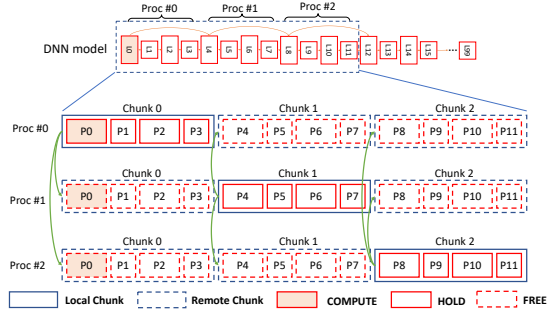 Proc #0 Proc #1 Proc #2
DNN model L0 L1 L2 L3 L4 L5 L6 L7 L8 L9 L10 L11 L12 L13 L14 L15 ... L99
Chunk 0 Chunk 1 Chunk 2
Proc #0 P0 P1 P2 P3 P4 P5 P6 P7 P8 P9 P10 P11
Chunk 0 Chunk 1 Chunk 2
Proc #1 P0 P1 P2 P3 P4 P5 P6 P7 P8 P9 P10 P11
Chunk 0 Chunk 1 Chunk 2
Proc #2 P0 P1 P2 P3 P4 P5 P6 P7 P8 P9 P10 P11
Local Chunk Remote Chunk COMPUTE HOLD FREE